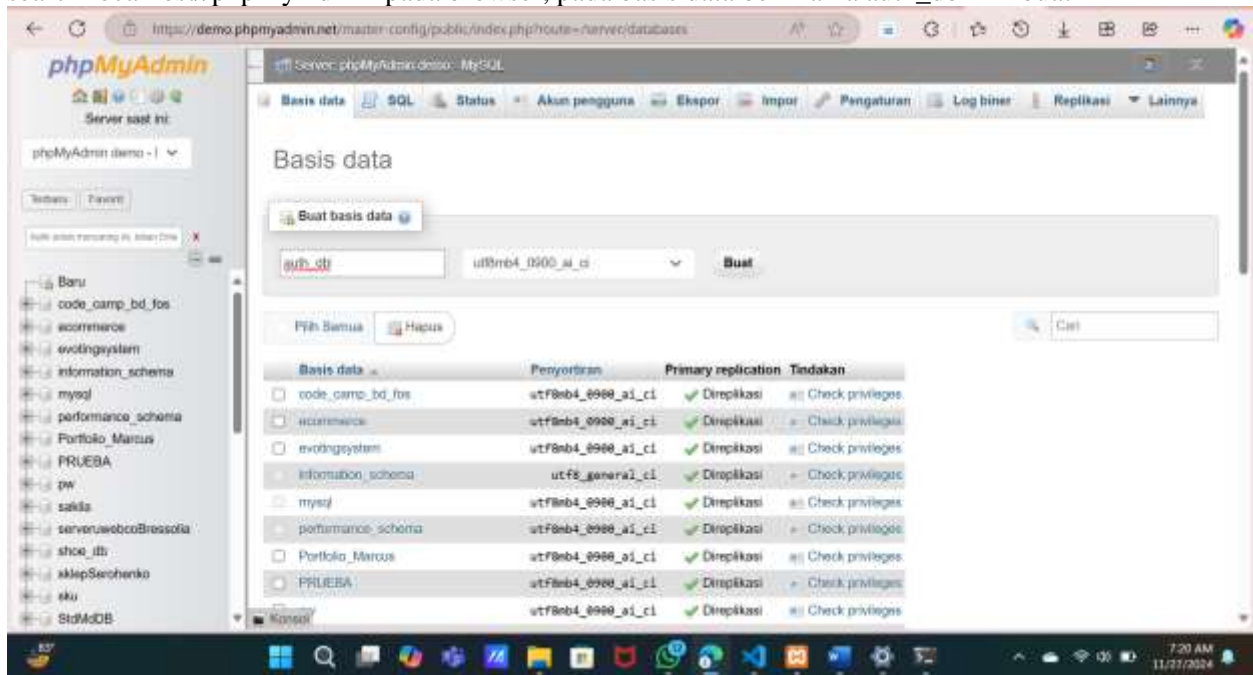 https://demo.phpmyadmin.net/master-config/public/index.php?route=/server/databases
phpMyAdmin
Server: phpMyAdmin demo - MySQL
Basis data SQL Status Akun pengguna Ekspor Impor Pengaturan Log biner Replikasi Lainnya
Server saat ini:
phpMyAdmin demo -
Terbaru Favorit
Basis data
Buat basis data
auth_db utf8mb4_0900_ai_ci Buat
Baru
code_camp_bd_fos
ecommerce
evotingsystem
information_schema
mysql
performance_schema
Portfolio_Marcus
PRUEBA
pw
sakila
serveruwebcoBressolia
shoe_db
sklepSerohenko
sku
StdMdDB
Pilih Semua Hapus Cari
Basis data Penyortiran Primary replication Tindakan
code_camp_bd_fos utf8mb4_0900_ai_ci Direplikasi Check privileges
ecommerce utf8mb4_0900_ai_ci Direplikasi Check privileges
evotingsystem utf8mb4_0900_ai_ci Direplikasi Check privileges
information_schema utf8_general_ci Direplikasi Check privileges
mysql utf8mb4_0900_ai_ci Direplikasi Check privileges
performance_schema utf8mb4_0900_ai_ci Direplikasi Check privileges
Portfolio_Marcus utf8mb4_0900_ai_ci Direplikasi Check privileges
PRUEBA utf8mb4_0900_ai_ci Direplikasi Check privileges
utf8mb4_0900_ai_ci Direplikasi Check privileges
Konsol
83°
7:20 AM
11/27/2024